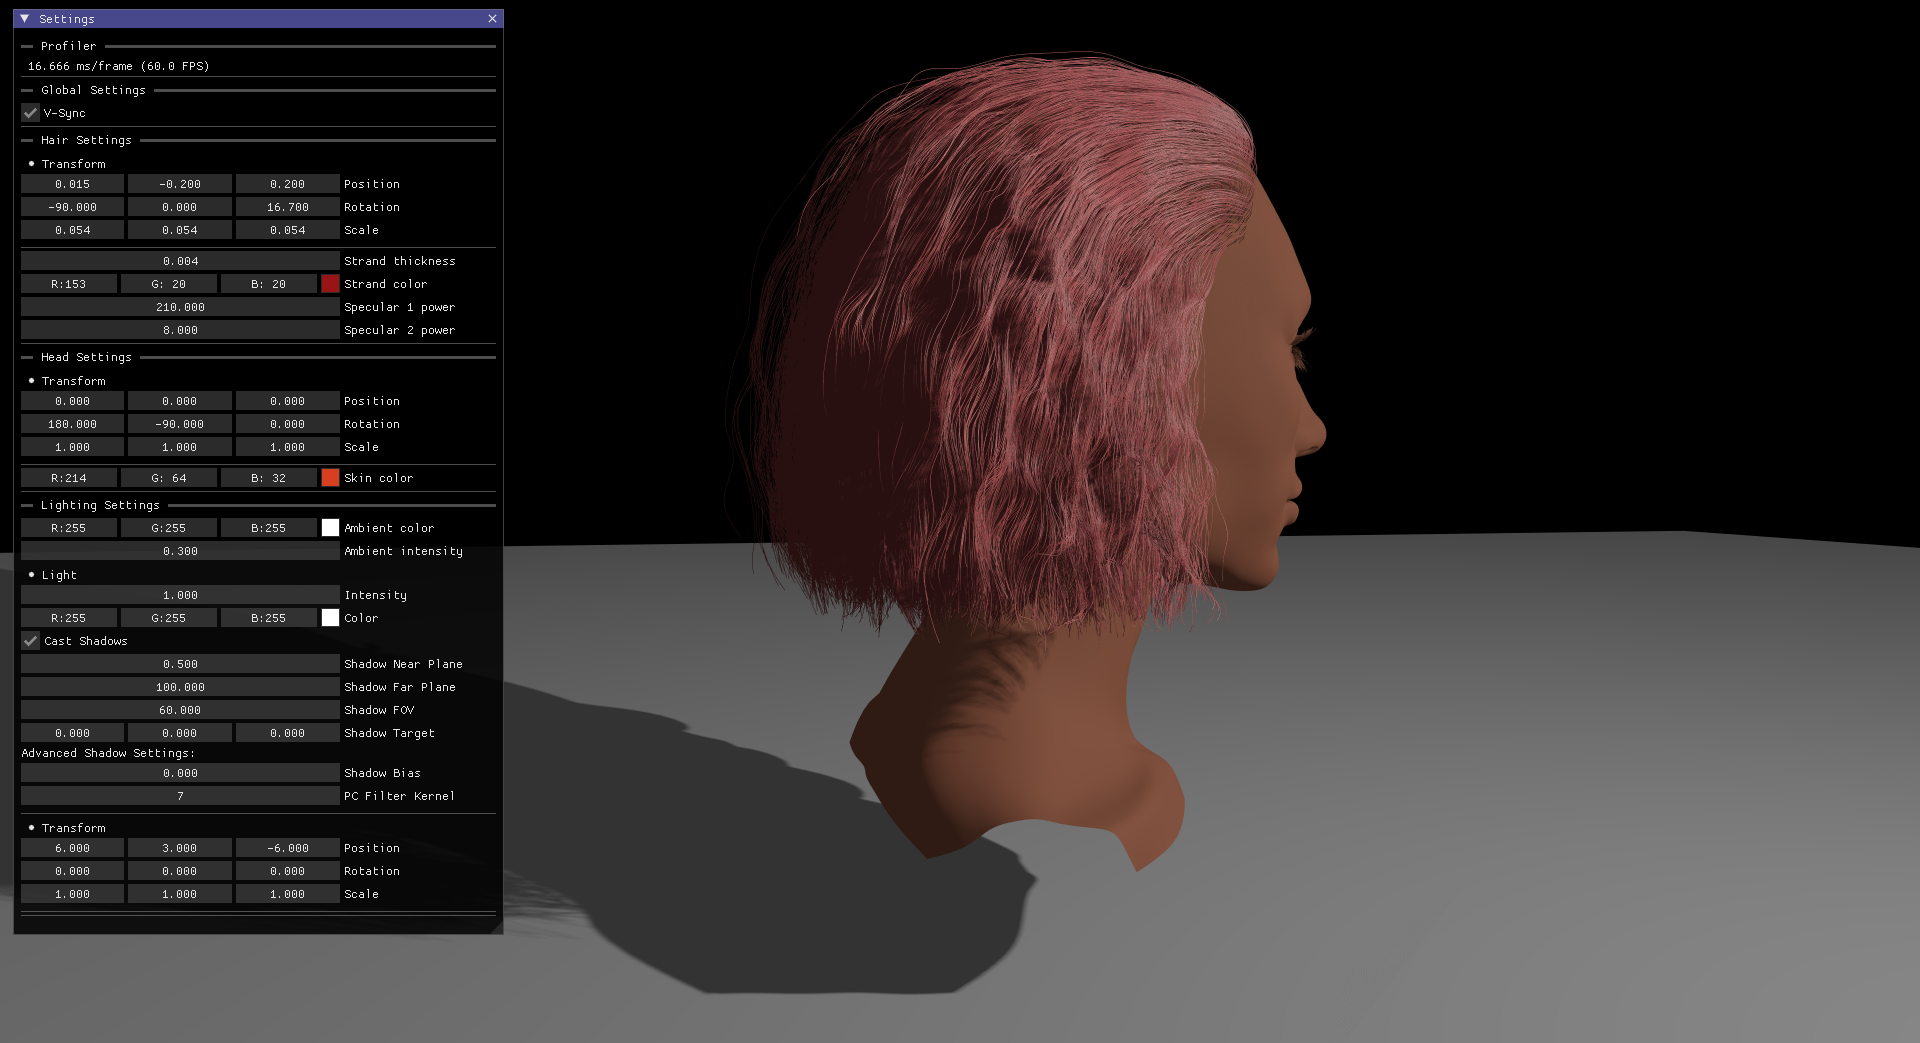 Settings
Profiler
16.666 ms/frame (60.0 FPS)
Global Settings
V-Sync
Hair Settings
Transform
0.015 -0.200 0.200 Position
-90.000 0.000 16.700 Rotation
0.054 0.054 0.054 Scale
0.004 Strand thickness
R:153 G: 20 B: 20 Strand color
210.000 Specular 1 power
8.000 Specular 2 power
Head Settings
Transform
0.000 0.000 0.000 Position
180.000 -90.000 0.000 Rotation
1.000 1.000 1.000 Scale
R:214 G: 64 B: 32 Skin color
Lighting Settings
R:255 G:255 B:255 Ambient color
0.300 Ambient intensity
Light
1.000 Intensity
R:255 G:255 B:255 Color
Cast Shadows
0.500 Shadow Near Plane
100.000 Shadow Far Plane
60.000 Shadow FOV
0.000 0.000 0.000 Shadow Target
Advanced Shadow Settings:
0.000 Shadow Bias
7 PC Filter Kernel
Transform
6.000 3.000 -6.000 Position
0.000 0.000 0.000 Rotation
1.000 1.000 1.000 Scale